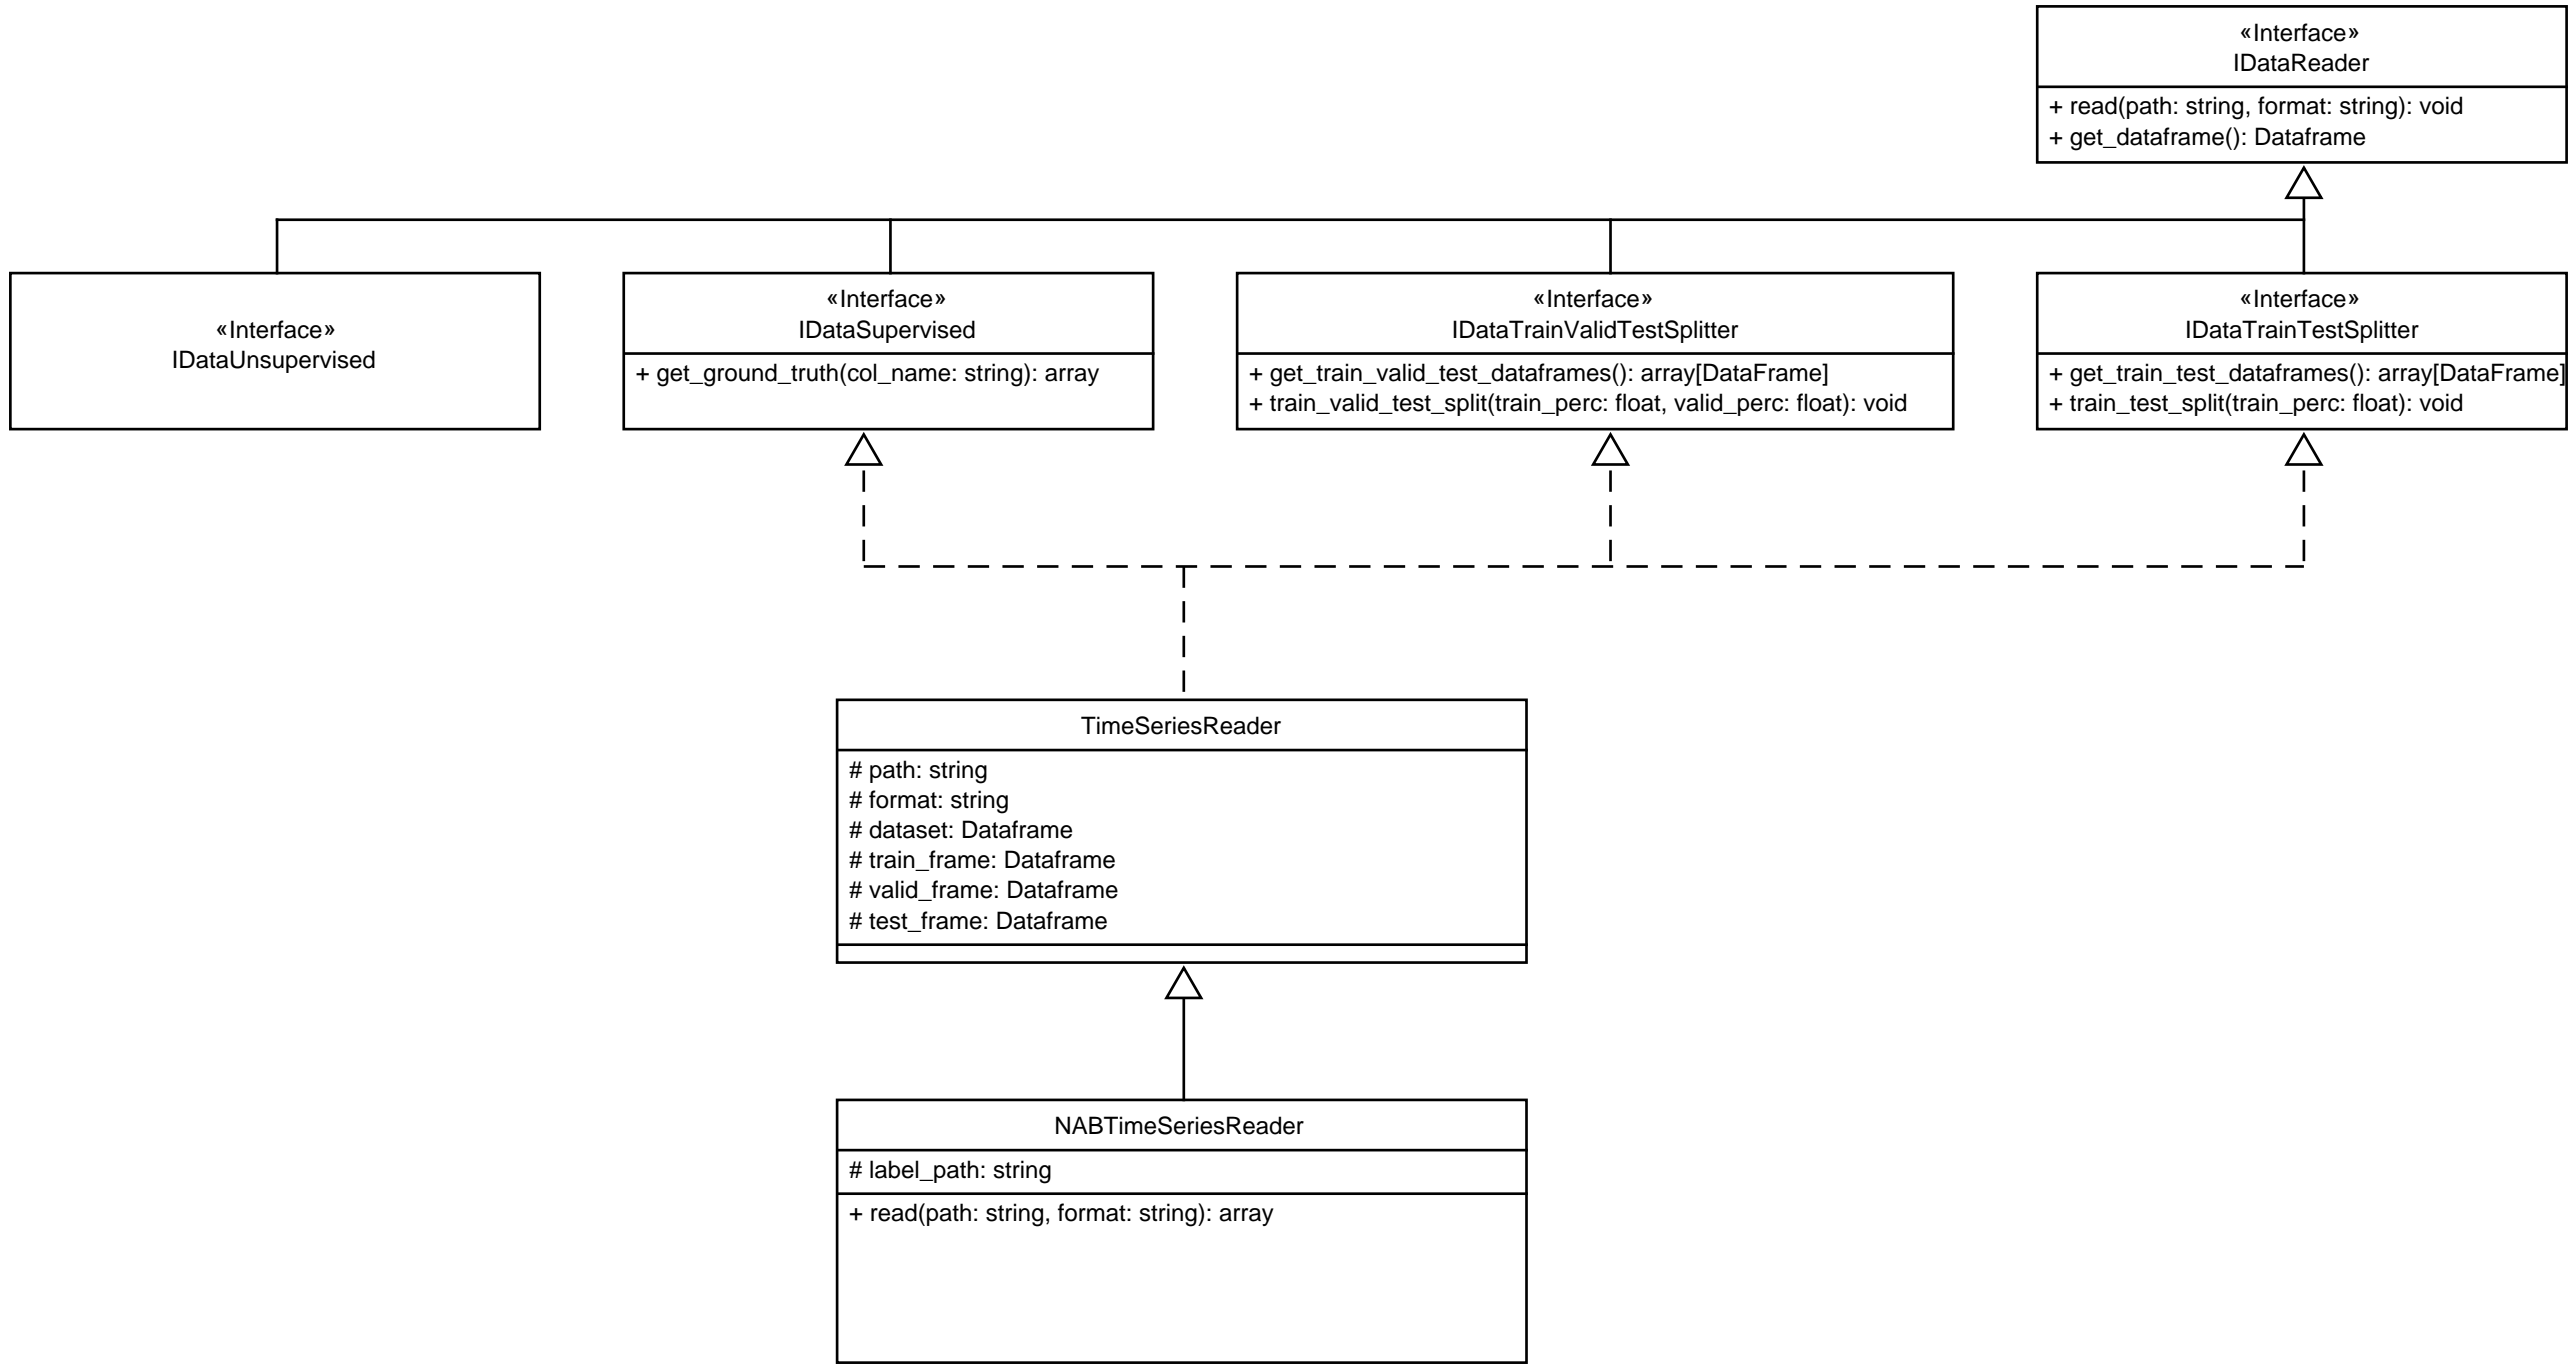 «Interface»
IDataReader
+ read(path: string, format: string): void
+ get_dataframe(): Dataframe
«Interface»
IDataUnsupervised
«Interface»
IDataSupervised
+ get_ground_truth(col_name: string): array
«Interface»
IDataTrainValidTestSplitter
+ get_train_valid_test_dataframes(): array[DataFrame]
+ train_valid_test_split(train_perc: float, valid_perc: float): void
«Interface»
IDataTrainTestSplitter
+ get_train_test_dataframes(): array[DataFrame]
+ train_test_split(train_perc: float): void
TimeSeriesReader
# path: string
# format: string
# dataset: Dataframe
# train_frame: Dataframe
# valid_frame: Dataframe
# test_frame: Dataframe
NABTimeSeriesReader
# label_path: string
+ read(path: string, format: string): array